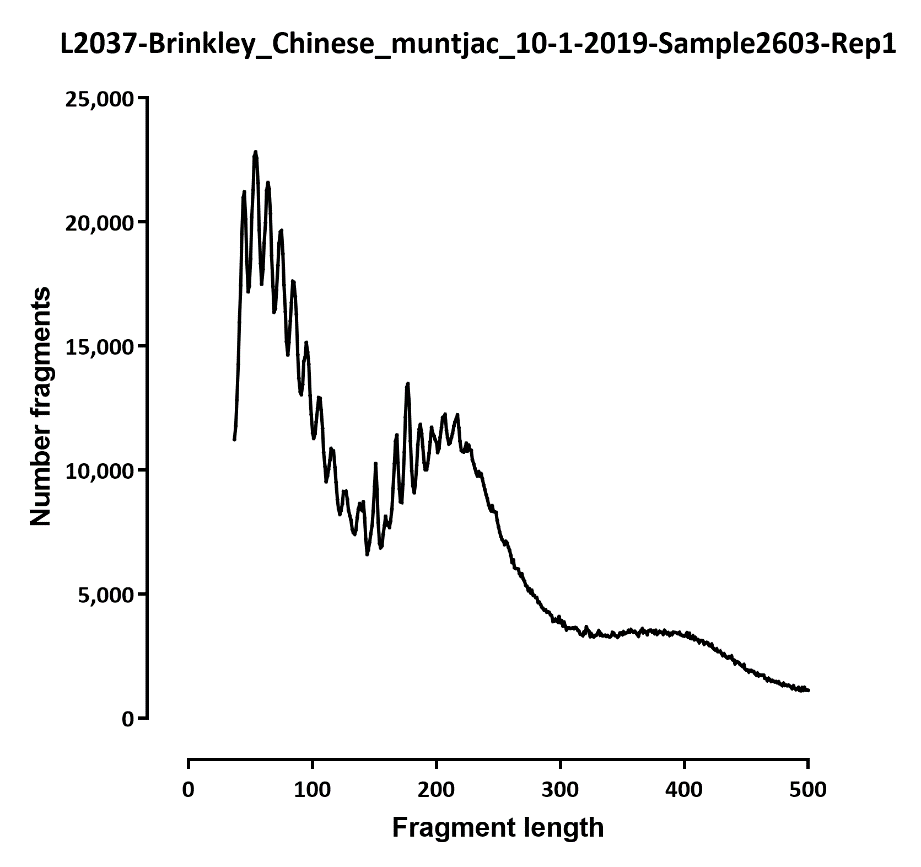 L2037-Brinkley_Chinese_muntjac_10-1-2019-Sample2603-Rep1
25,000
20,000
15,000
10,000
5,000
0
Number fragments
0 100 200 300 400 500
Fragment length